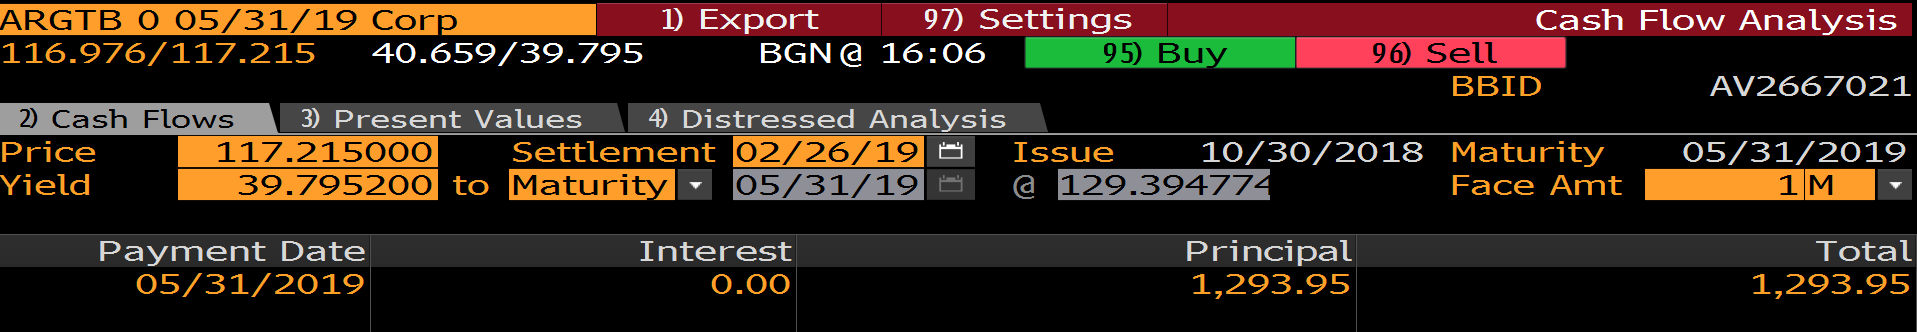 ARGTB 0 05/31/19 Corp 1) Export 97) Settings Cash Flow Analysis
116.976/117.215 40.659/39.795 BGN@ 16:06 95) Buy 96) Sell
BBID AV2667021
2) Cash Flows 3) Present Values 4) Distressed Analysis
Price 117.215000 Settlement 02/26/19 Issue 10/30/2018 Maturity 05/31/2019
Yield 39.795200 to Maturity 05/31/19 @ 129.394774 Face Amt 1 M
Payment Date Interest Principal Total
05/31/2019 0.00 1,293.95 1,293.95